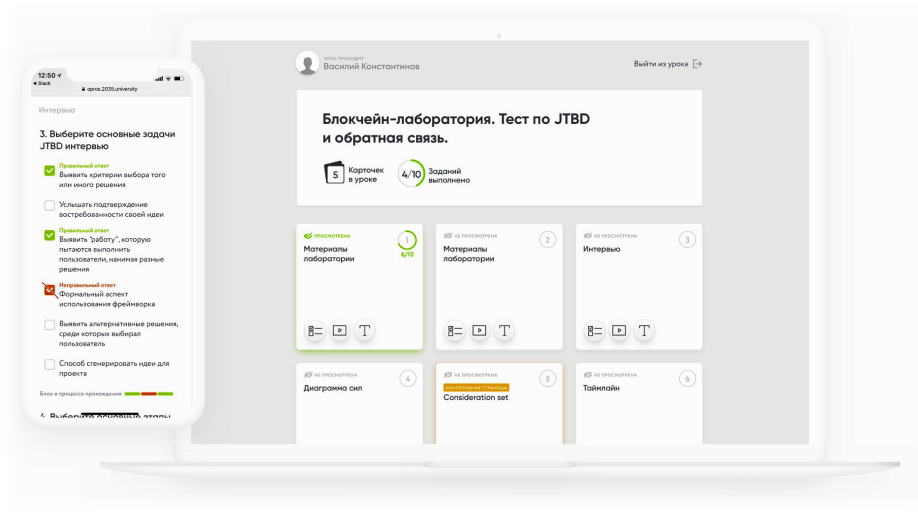 12:50
Slack
opros.2035.university
Интервью
3. Выберите основные задачи
JTBD интервью
Правильный ответ
Выявить критерии выбора того
или иного решения
Услышать подтверждение
востребованности своей идеи
Правильный ответ
Выявить "работу", которую
пытаются выполнить
пользователи, нанимая разные
решения
Неправильный ответ
Формальный аспект
использования фреймворка
Выявить альтернативные решения,
среди которых выбирал
пользователь
Способ сгенерировать идеи для
проекта
Блок в процессе прохождения
4. Выберите основные этапы
УРОК ПРОХОДИТ
Василий Константинов
Выйти из урока
Блокчейн-лаборатория. Тест по JTBD
и обратная связь.
5
Карточек
в уроке
4/10
Заданий
выполнено
ПРОСМОТРЕНА
1
6/10
Материалы
лаборатории
T
НЕ ПРОСМОТРЕНА
2
Материалы
лаборатории
T
НЕ ПРОСМОТРЕНА
3
Интервью
T
НЕ ПРОСМОТРЕНА
4
Диаграмма сил
НЕ ПРОСМОТРЕНА
5
КОНТРОЛЬНАЯ СТРАНИЦА
Consideration set
НЕ ПРОСМОТРЕНА
6
Таймлайн